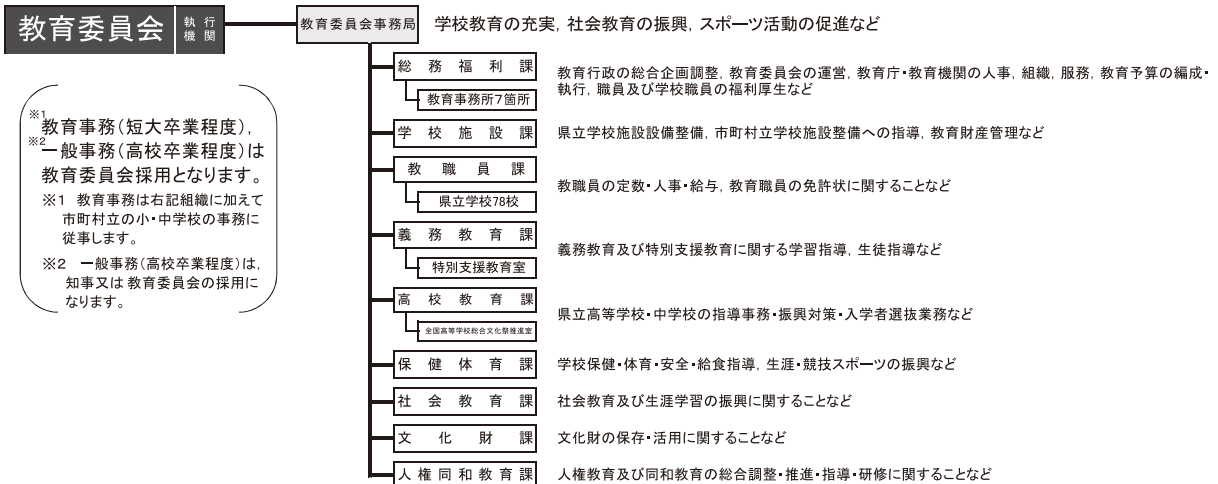 教育委員会 執行機関
教育委員会事務局 学校教育の充実, 社会教育の振興, スポーツ活動の促進など
※1
教育事務(短大卒業程度),
※2
一般事務(高校卒業程度)は
教育委員会採用となります。
※1 教育事務は右記組織に加えて
市町村立の小・中学校の事務に
従事します。
※2 一般事務(高校卒業程度)は,
知事又は教育委員会の採用に
なります。
総務福利課
教育事務所7箇所
教育行政の総合企画調整, 教育委員会の運営, 教育庁・教育機関の人事, 組織, 服務, 教育予算の編成・
執行, 職員及び学校職員の福利厚生など
学校施設課 県立学校施設設備整備, 市町村立学校施設整備への指導, 教育財産管理など
教職員課
県立学校78校
教職員の定数・人事・給与, 教育職員の免許状に関することなど
義務教育課
特別支援教育室
義務教育及び特別支援教育に関する学習指導, 生徒指導など
高校教育課
全国高等学校総合文化祭推進室
県立高等学校・中学校の指導事務・振興対策・入学者選抜業務など
保健体育課 学校保健・体育・安全・給食指導, 生涯・競技スポーツの振興など
社会教育課 社会教育及び生涯学習の振興に関することなど
文化財課 文化財の保存・活用に関することなど
人権同和教育課 人権教育及び同和教育の総合調整・推進・指導・研修に関することなど